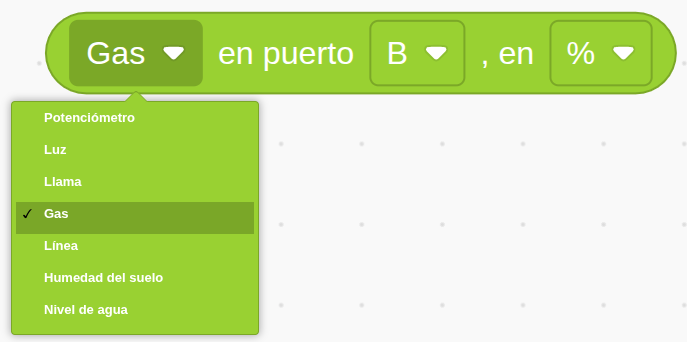 Gas en puerto B , en %
Potenciómetro
Luz
Llama
✓ Gas
Línea
Humedad del suelo
Nivel de agua